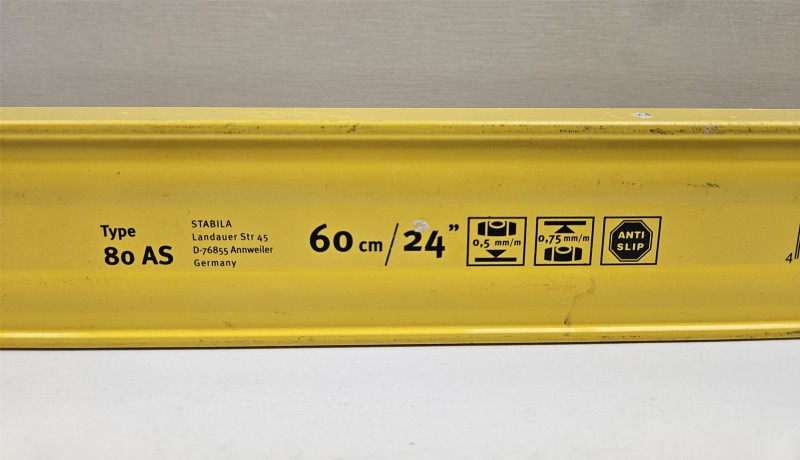 Type
80 AS
STABILA
Landauer Str 45
D-76855 Annweiler
Germany
60 cm / 24”
0,5 mm/m
0,75 mm/m
ANTI
SLIP
4